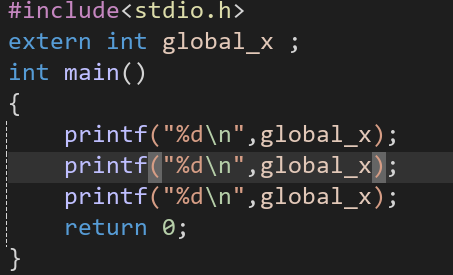 #include<stdio.h>
extern int global_x ;
int main()
{
    printf("%d\n",global_x);
    printf("%d\n",global_x);
    printf("%d\n",global_x);
    return 0;
}